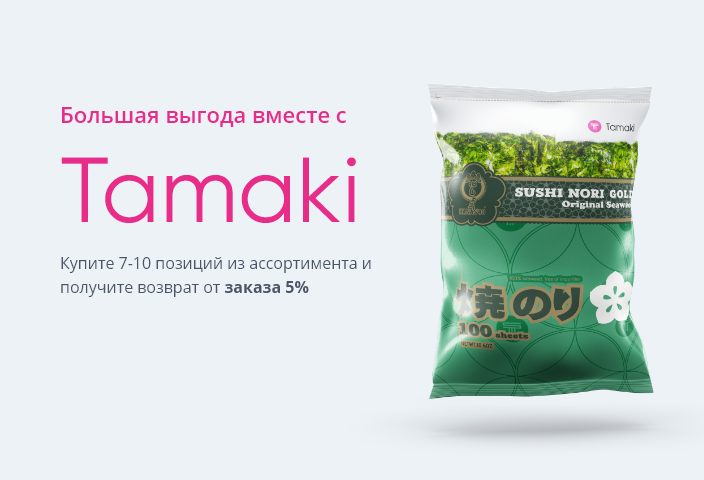 Большая выгода вместе с
Tamaki
Купите 7-10 позиций из ассортимента и
получите возврат от заказа 5%
Tamaki
SUSHI NORI GOLD
Original Seawee
焼のり
100 sheets